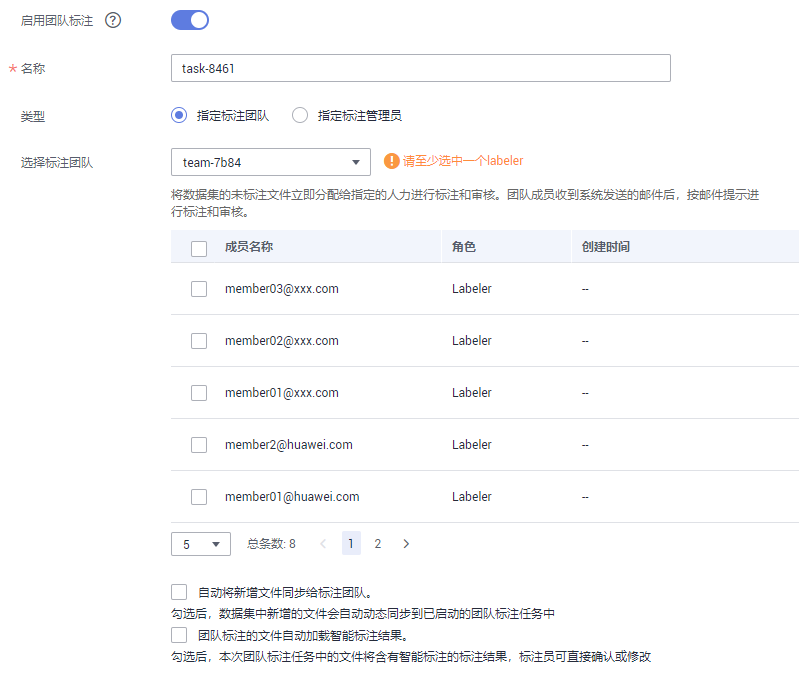 启用团队标注 ?
* 名称 task-8461
类型 指定标注团队 指定标注管理员
选择标注团队 team-7b84 ! 请至少选中一个labeler
将数据集的未标注文件立即分配给指定的人力进行标注和审核。团队成员收到系统发送的邮件后，按邮件提示进
行标注和审核。
成员名称 角色 创建时间
member03@xxx.com Labeler --
member02@xxx.com Labeler --
member01@xxx.com Labeler --
member2@huawei.com Labeler --
member01@huawei.com Labeler --
5 总条数: 8 < 1 2 >
自动将新增文件同步给标注团队。
勾选后，数据集中新增的文件会自动动态同步到已启动的团队标注任务中
团队标注的文件自动加载智能标注结果。
勾选后，本次团队标注任务中的文件将含有智能标注的标注结果，标注员可直接确认或修改